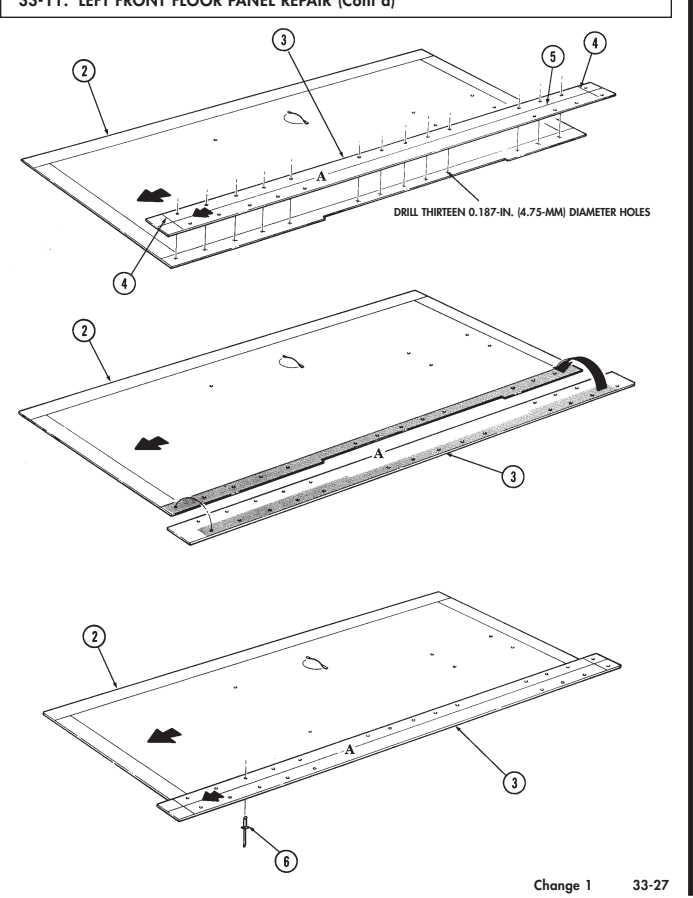 33-11. LEFT FRONT FLOOR PANEL REPAIR (Cont'd)
3
4
2
5
A
DRILL THIRTEEN 0.187-IN. (4.75-MM) DIAMETER HOLES
4
2
A
3
2
A
3
6
Change 1 33-27